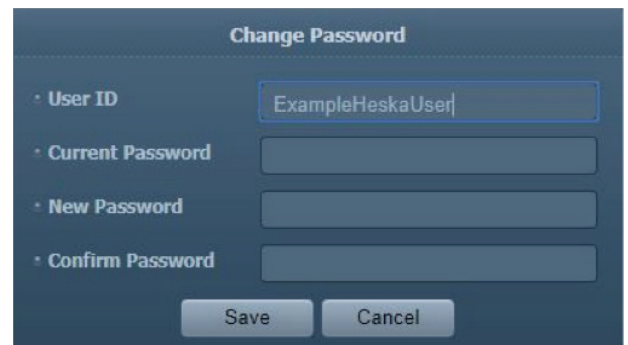 Change Password
User ID
ExampleHeskaUser
Current Password
New Password
Confirm Password
Save Cancel